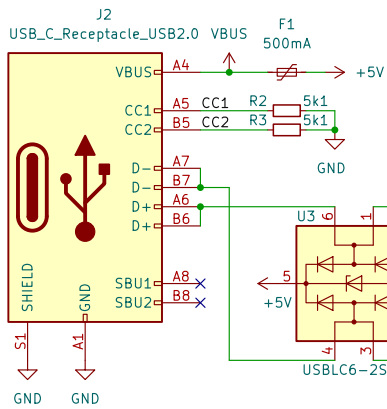 J2
USB_C_Receptacle_USB2.0
VBUS
F1
500mA
VBUS
A4
+5V
CC1
A5
CC1
R2
5k1
CC2
B5
CC2
R3
5k1
GND
D-
A7
D-
B7
D+
A6
D+
B6
U3
6
1
SBU1
A8
SBU2
B8
5
+5V
SHIELD
GND
S1
A1
4
3
USBLC6-2S
GND
GND